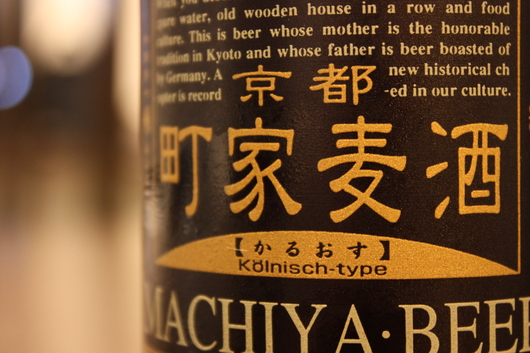 pure water, old wooden house in a row and food
culture. This is beer whose mother is the honorable
tradition in Kyoto and whose father is beer boasted of
by Germany. A new historical ch
apter is record -ed in our culture.
京都
町家麦酒
【かるおす】
Kölnisch-type
MACHIYA·BEER